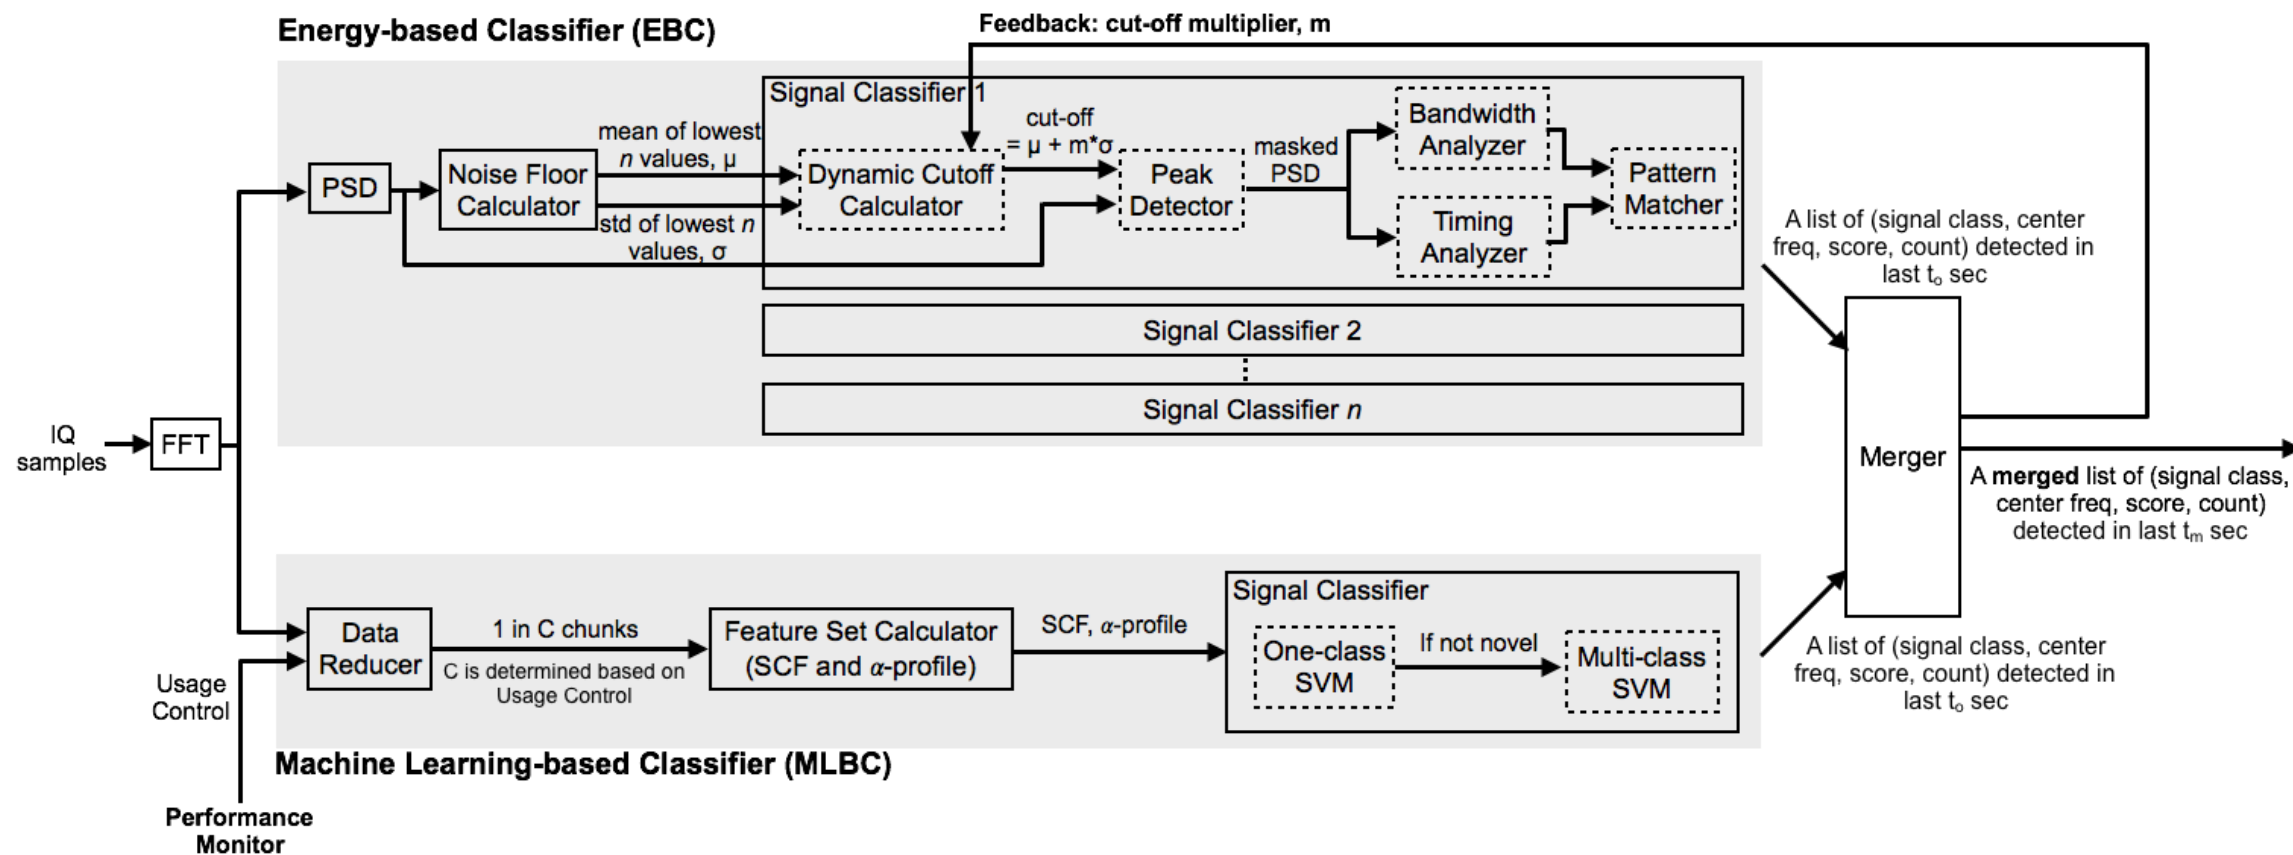 Energy-based Classifier (EBC)
Feedback: cut-off multiplier, m
Signal Classifier 1
PSD
Noise Floor
Calculator
mean of lowest
n values, μ
std of lowest n
values, σ
Dynamic Cutoff
Calculator
cut-off
= μ + m*σ
Peak
Detector
masked
PSD
Bandwidth
Analyzer
Timing
Analyzer
Pattern
Matcher
Signal Classifier 2
Signal Classifier n
A list of (signal class, center
freq, score, count) detected in
last to sec
IQ
samples
FFT
Merger
A merged list of (signal class,
center freq, score, count)
detected in last tm sec
Data
Reducer
1 in C chunks
C is determined based on
Usage Control
Feature Set Calculator
(SCF and α-profile)
SCF, α-profile
Signal Classifier
One-class
SVM
If not novel
Multi-class
SVM
A list of (signal class, center
freq, score, count) detected in
last to sec
Usage
Control
Machine Learning-based Classifier (MLBC)
Performance
Monitor